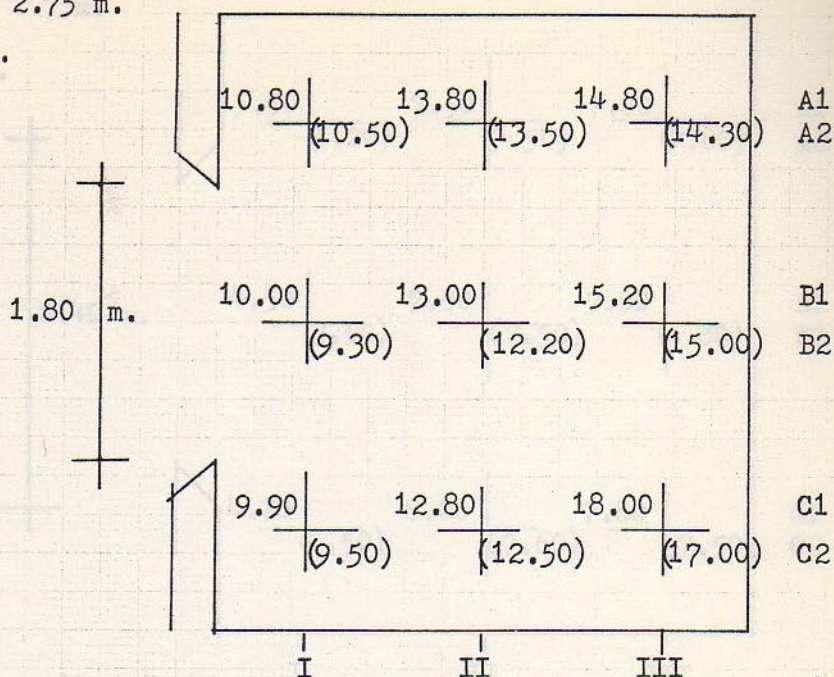 2.75 m.
.
10.80 13.80 14.80 A1
(10.50) (13.50) (14.30) A2
10.00 13.00 15.20 B1
1.80 m.
(9.30) (12.20) (15.00) B2
9.90 12.80 18.00 C1
(9.50) (12.50) (17.00) C2
I II III